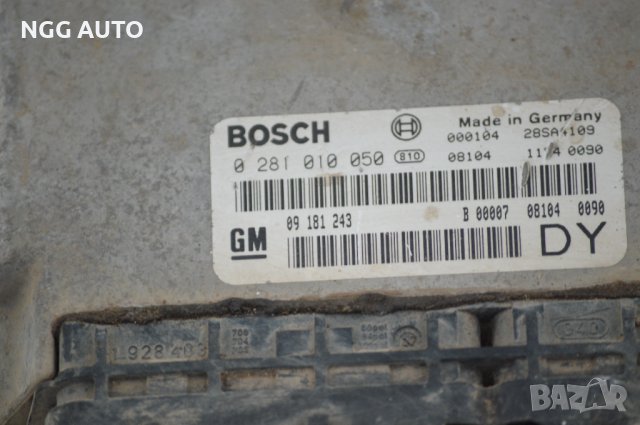 NGG AUTO
Made in Germany
BOSCH
000104 28SA4109
0 281 010 050 810 08104 1174 0090
GM 09 181 243 B 00007 08104 0090
DY
1928 403
BAZAR